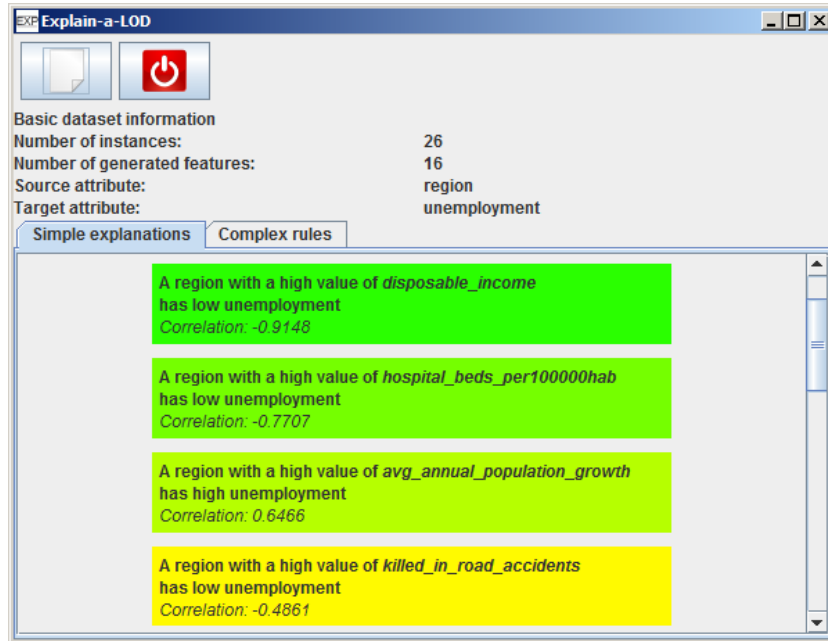 EXP Explain-a-LOD
Basic dataset information
Number of instances: 26
Number of generated features: 16
Source attribute: region
Target attribute: unemployment
Simple explanations Complex rules
A region with a high value of disposable_income
has low unemployment
Correlation: -0.9148
A region with a high value of hospital_beds_per100000hab
has low unemployment
Correlation: -0.7707
A region with a high value of avg_annual_population_growth
has high unemployment
Correlation: 0.6466
A region with a high value of killed_in_road_accidents
has low unemployment
Correlation: -0.4861